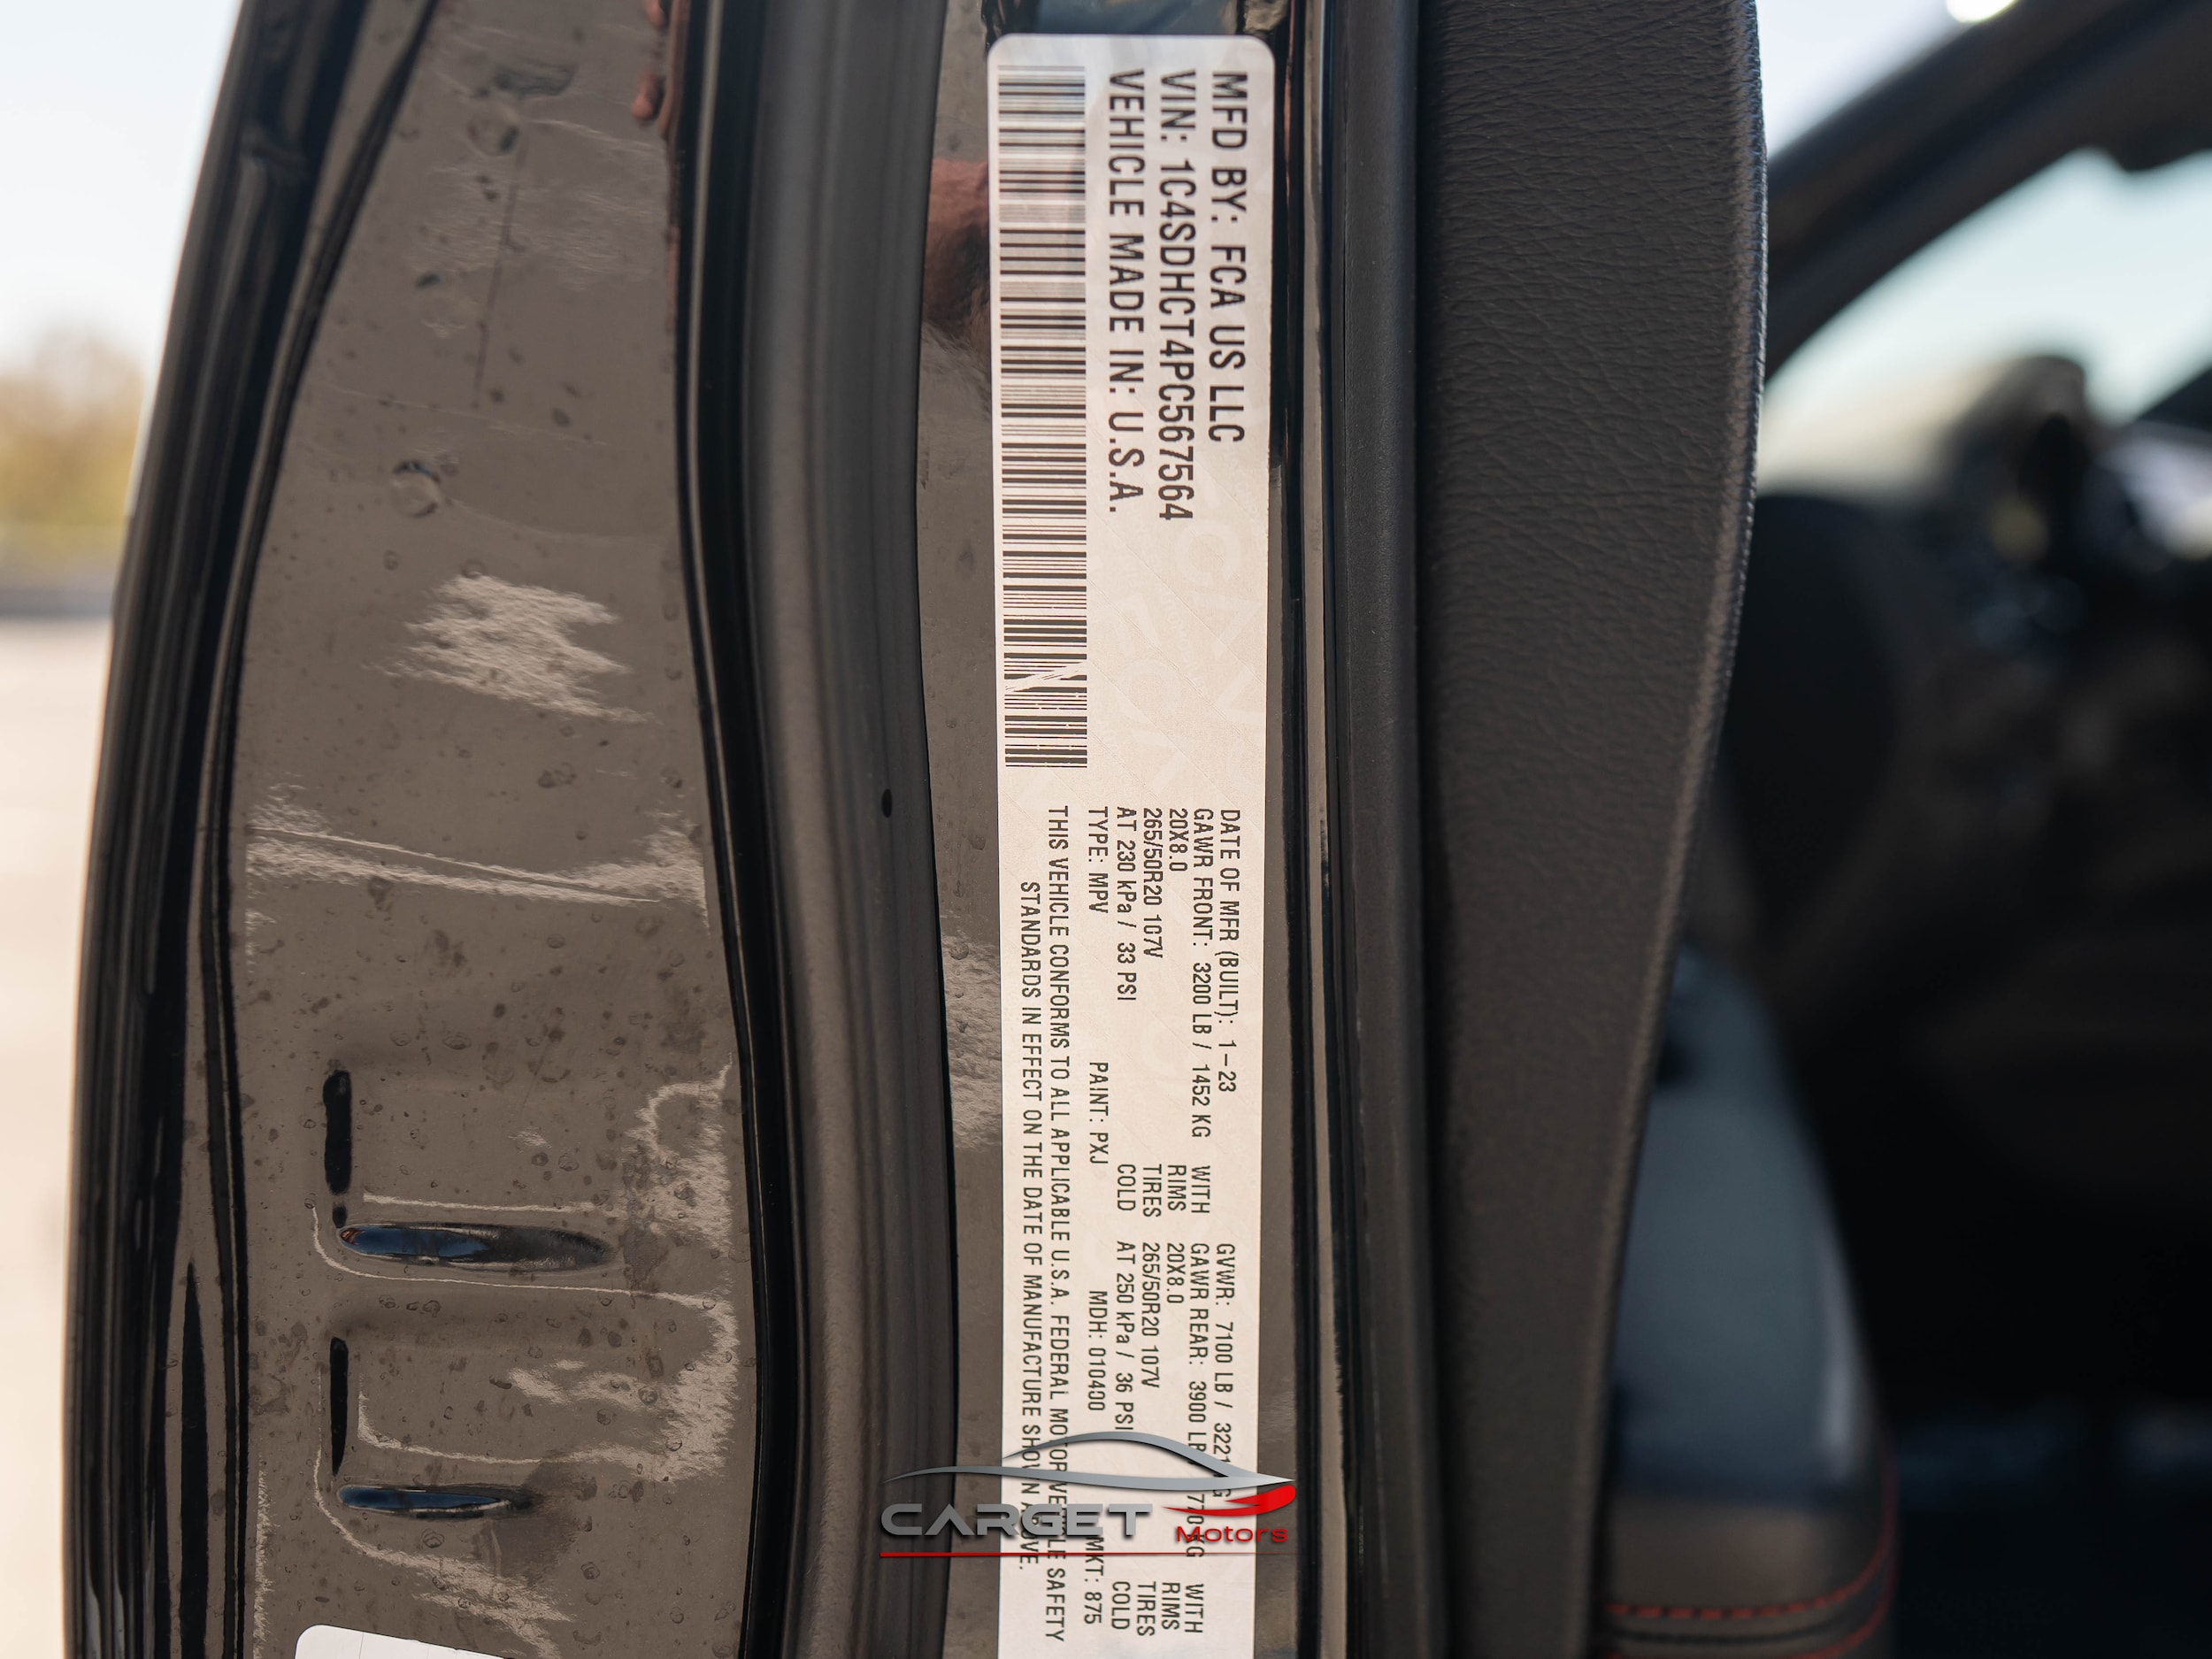 MFD BY: FCA US LLC
VIN: 1C4SDHCT4PC567564
VEHICLE MADE IN: U.S.A.
DATE OF MFR (BUILT): 1-23 GVWR: 7100 LB / 3221
GAWR FRONT: 3200 LB / 1452 KG WITH GAWR REAR: 3900 LB KG WITH
20X8.0 RIMS 20X8.0 RIMS
265/50R20 107V TIRES 265/50R20 107V TIRES
AT 230 kPa / 33 PSI COLD AT 250 kPa / 36 PSI COLD
TYPE: MPV PAINT: PXJ MDH: 010400 MKT: 875
THIS VEHICLE CONFORMS TO ALL APPLICABLE U.S.A. FEDERAL MOTOR VEHICLE SAFETY
STANDARDS IN EFFECT ON THE DATE OF MANUFACTURE SHOWN ABOVE.
CARGET
Motors